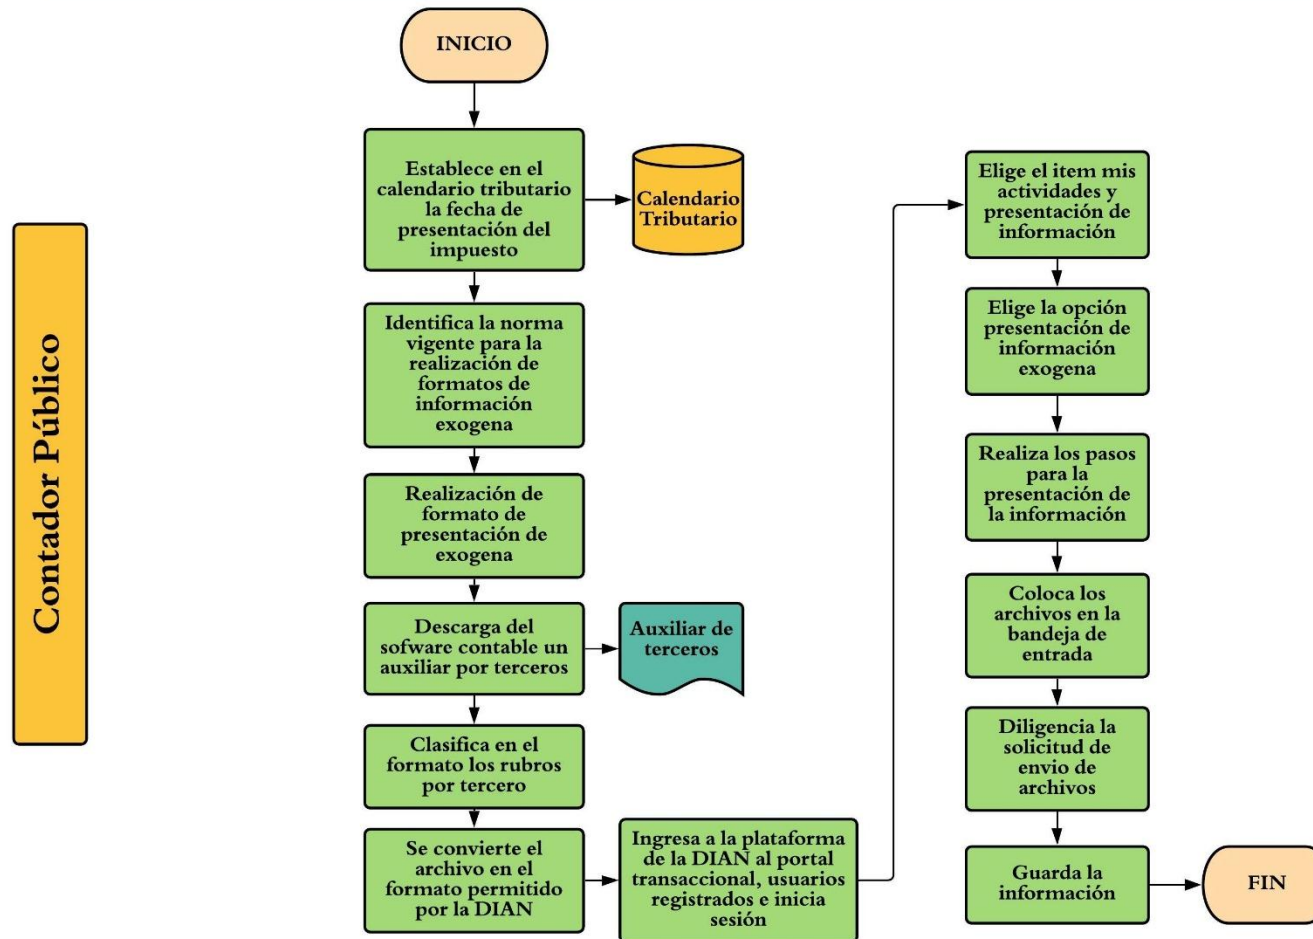 Contador Público
INICIO
Establece en el
calendario tributario
la fecha de
presentación del
impuesto
Calendario
Tributario
Identifica la norma
vigente para la
realización de
formatos de
información
exogena
Realización de
formato de
presentación de
exogena
Descarga del
sofware contable un
auxiliar por terceros
Auxiliar de
terceros
Clasifica en el
formato los rubros
por tercero
Se convierte el
archivo en el
formato permitido
por la DIAN
Ingresa a la plataforma
de la DIAN al portal
transaccional, usuarios
registrados e inicia
sesión
Elige el item mis
actividades y
presentación de
información
Elige la opción
presentación de
información
exogena
Realiza los pasos
para la
presentación de
la información
Coloca los
archivos en la
bandeja de
entrada
Diligencia la
solicitud de
envio de
archivos
Guarda la
información
FIN